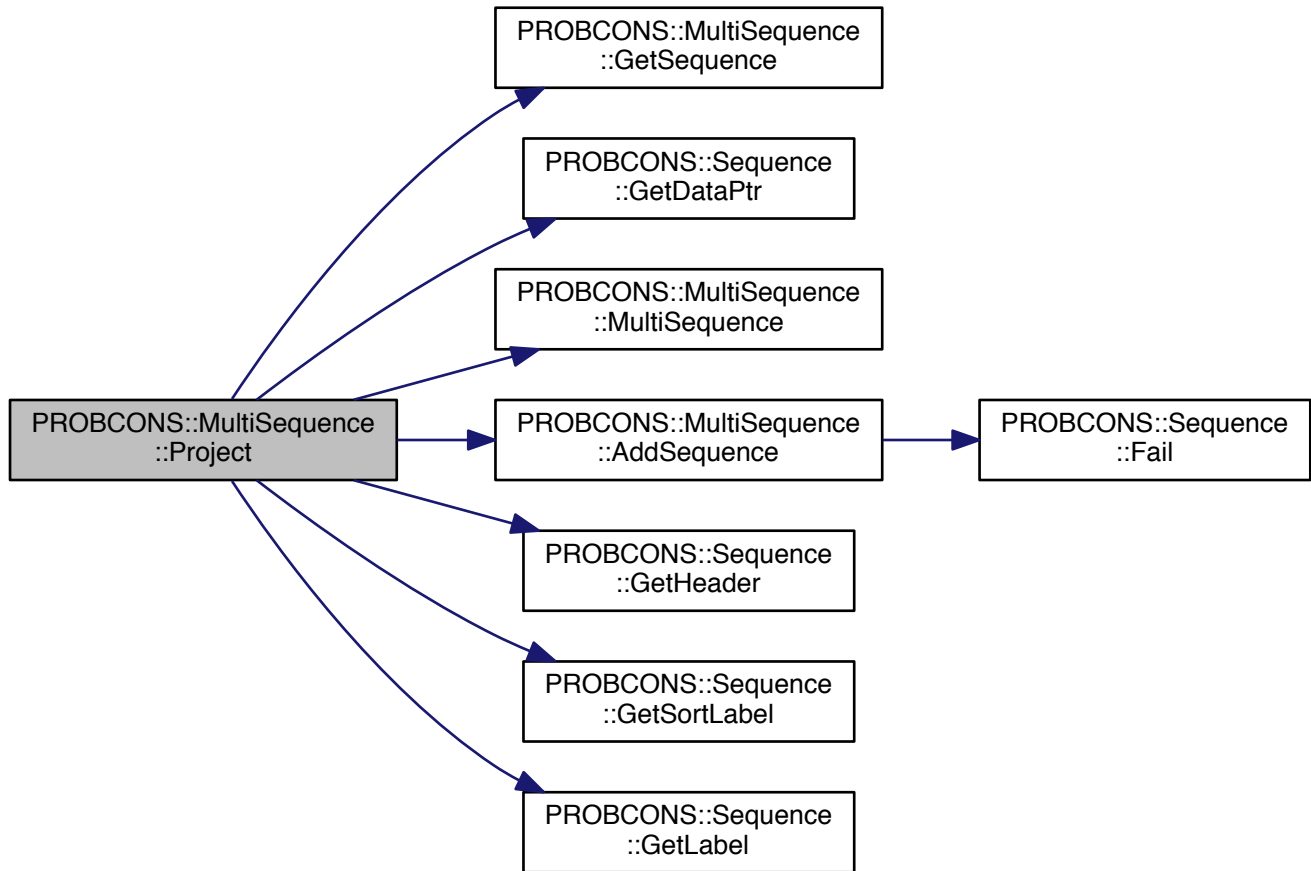 PROBCONS::MultiSequence
::GetSequence
PROBCONS::Sequence
::GetDataPtr
PROBCONS::MultiSequence
::MultiSequence
PROBCONS::MultiSequence
::Project
PROBCONS::MultiSequence
::AddSequence
PROBCONS::Sequence
::Fail
PROBCONS::Sequence
::GetHeader
PROBCONS::Sequence
::GetSortLabel
PROBCONS::Sequence
::GetLabel